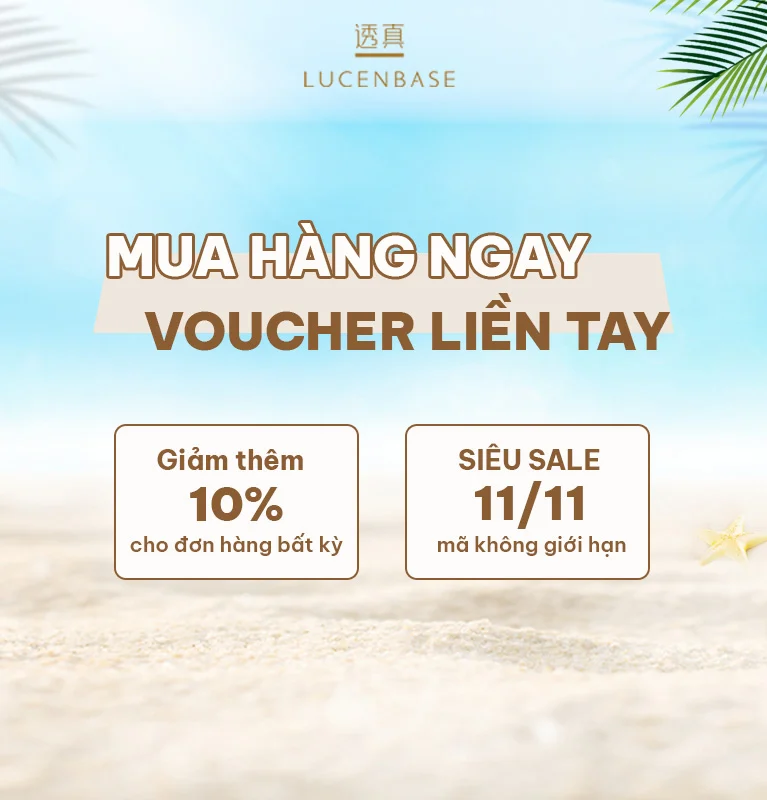 透真
LUCENBASE
MUA HÀNG NGAY
VOUCHER LIỀN TAY
Giảm thêm
10%
cho đơn hàng bất kỳ
SIÊU SALE
11/11
mã không giới hạn